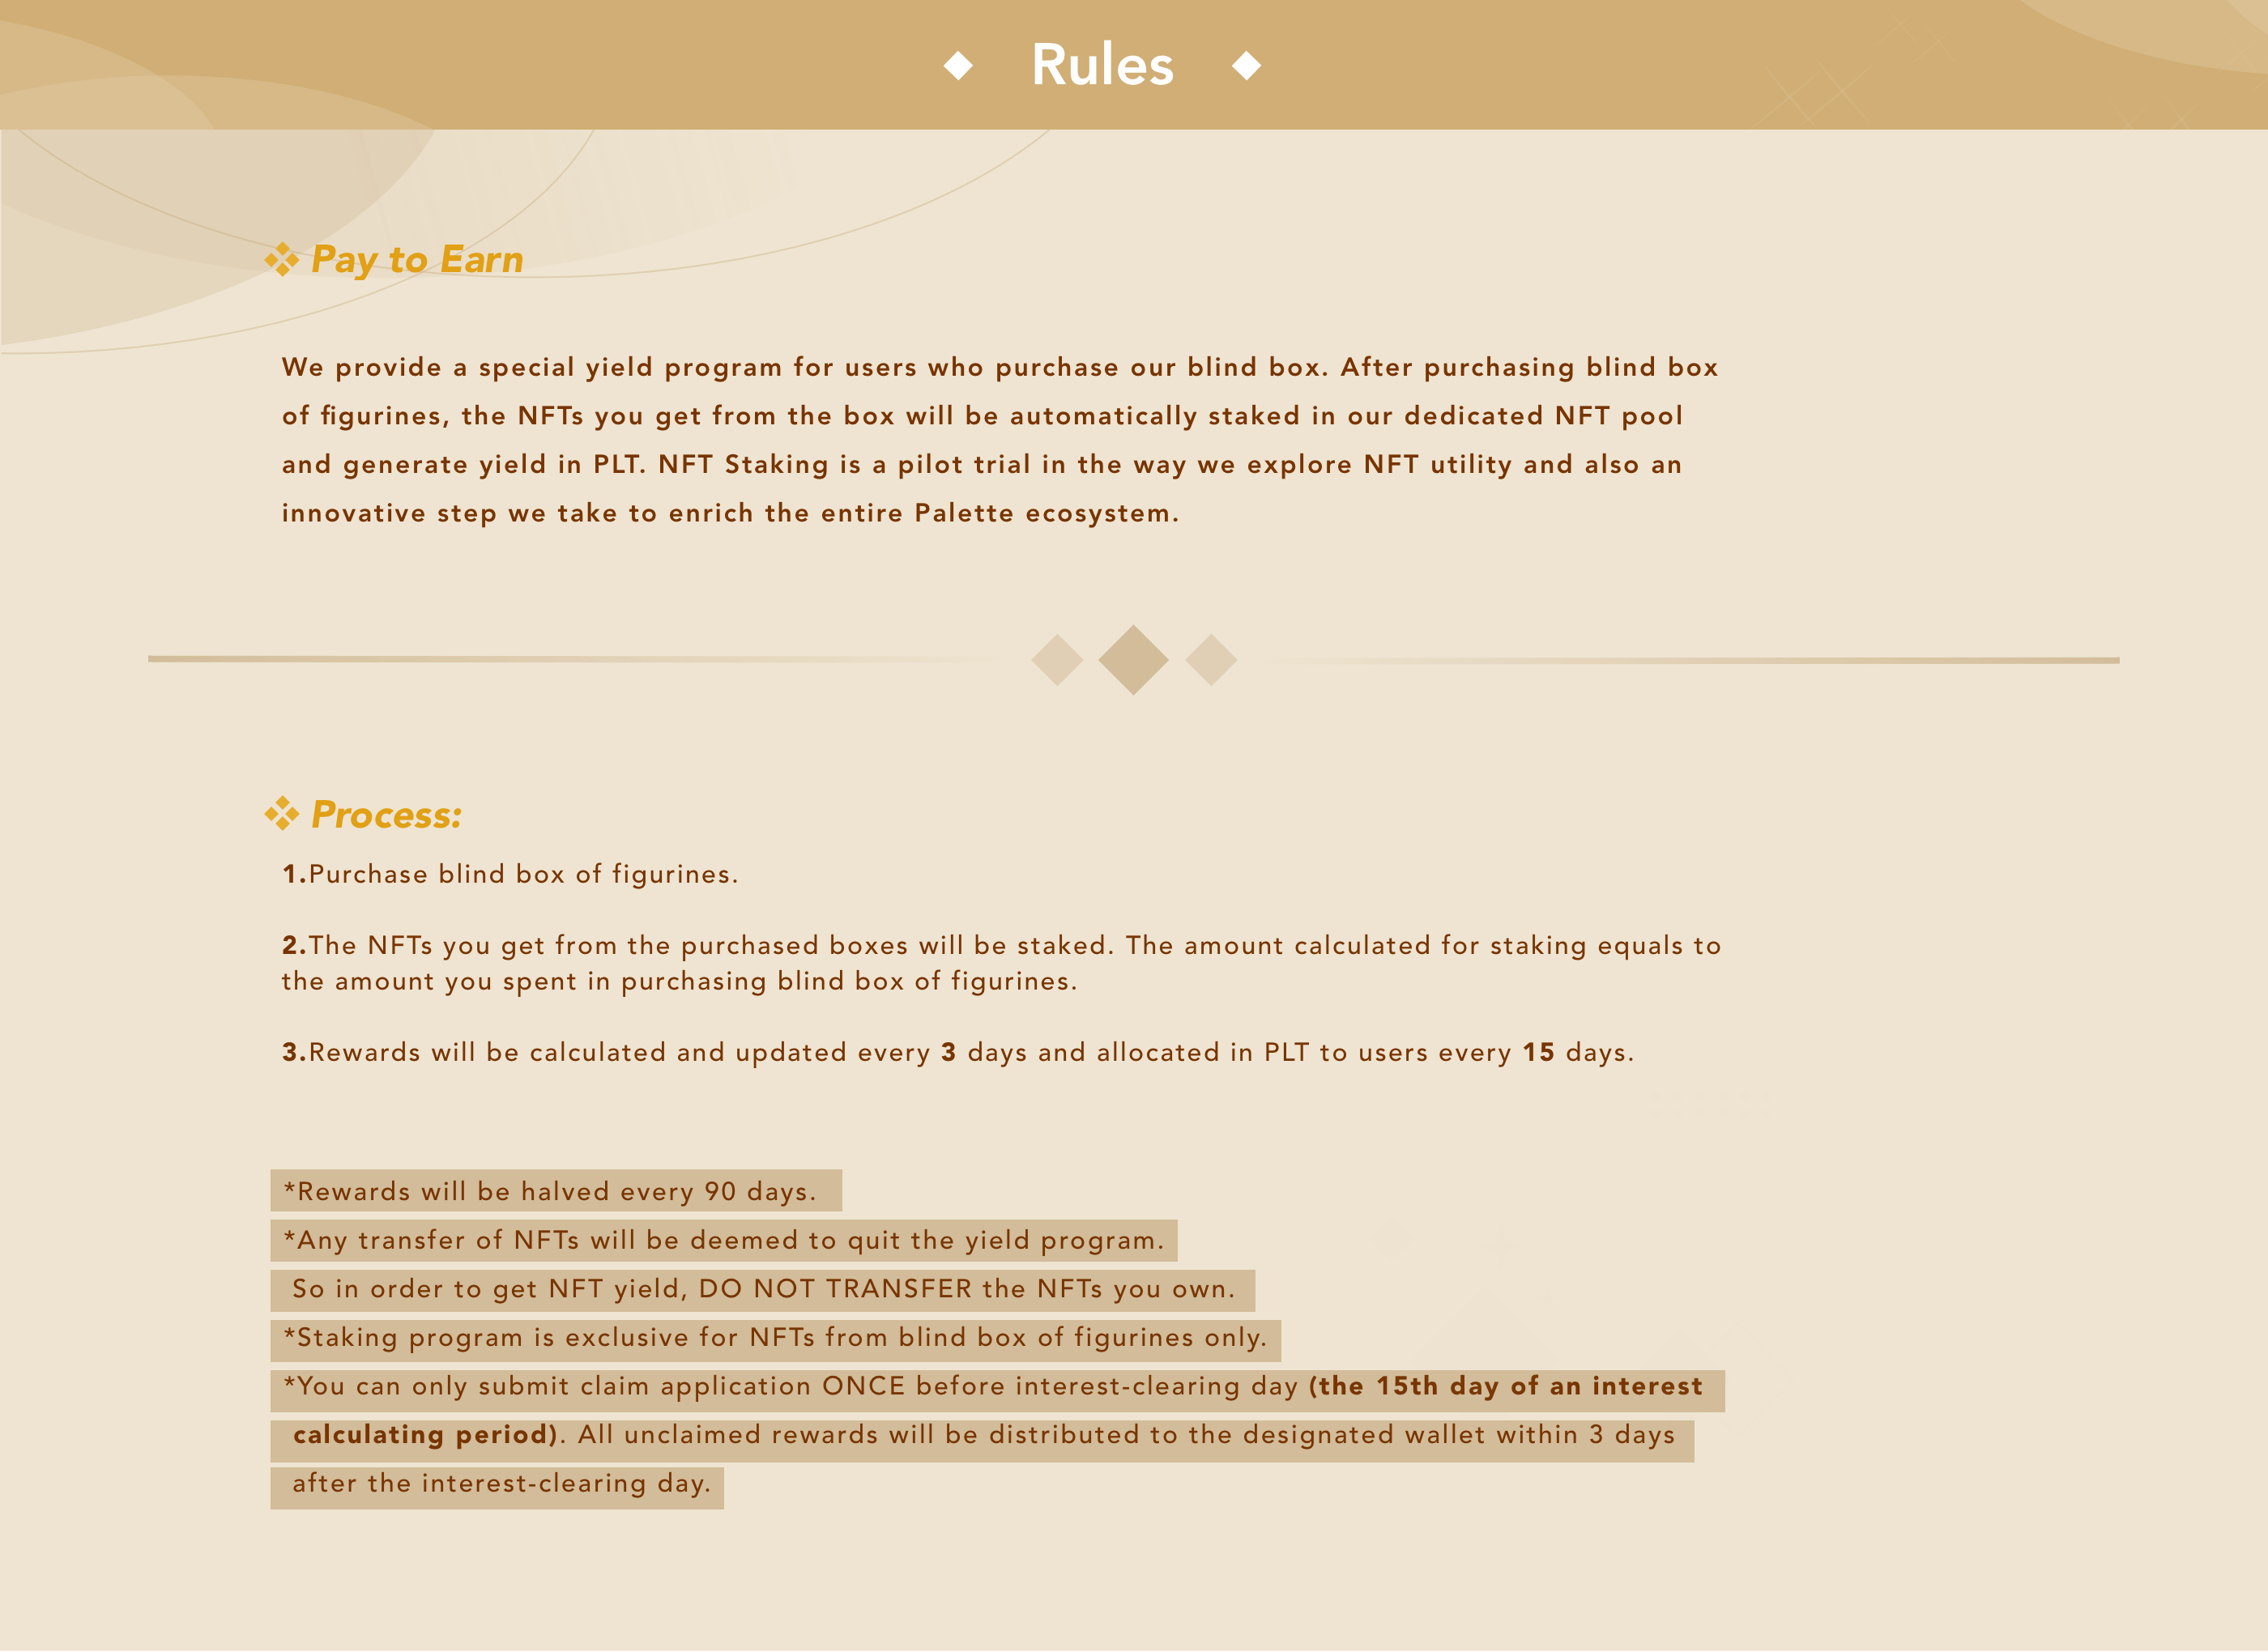 Rules
Pay to Earn
We provide a special yield program for users who purchase our blind box. After purchasing blind box
of figurines, the NFTs you get from the box will be automatically staked in our dedicated NFT pool
and generate yield in PLT. NFT Staking is a pilot trial in the way we explore NFT utility and also an
innovative step we take to enrich the entire Palette ecosystem.
Process:
1.Purchase blind box of figurines.
2.The NFTs you get from the purchased boxes will be staked. The amount calculated for staking equals to
the amount you spent in purchasing blind box of figurines.
3.Rewards will be calculated and updated every 3 days and allocated in PLT to users every 15 days.
*Rewards will be halved every 90 days.
*Any transfer of NFTs will be deemed to quit the yield program.
So in order to get NFT yield, DO NOT TRANSFER the NFTs you own.
*Staking program is exclusive for NFTs from blind box of figurines only.
*You can only submit claim application ONCE before interest-clearing day (the 15th day of an interest
calculating period). All unclaimed rewards will be distributed to the designated wallet within 3 days
after the interest-clearing day.